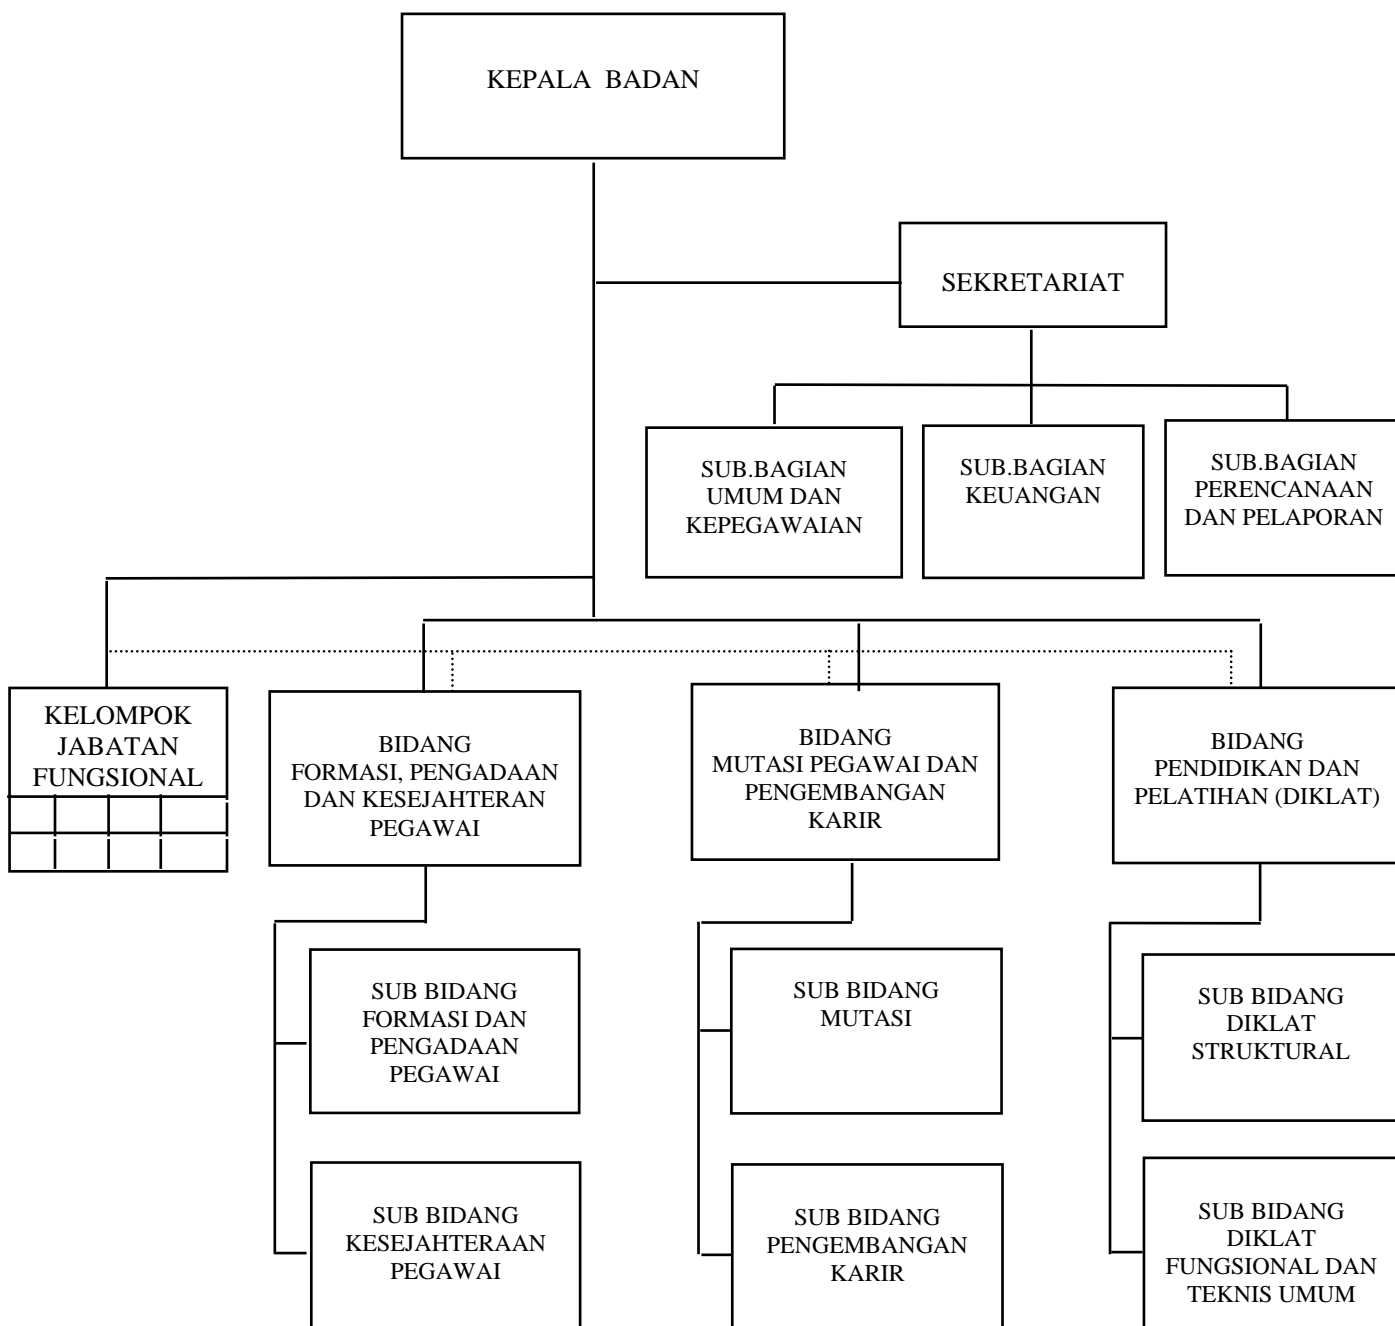 KEPALA BADAN
SEKRETARIAT
SUB.BAGIAN
UMUM DAN
KEPEGAWAIAN
SUB.BAGIAN
KEUANGAN
SUB.BAGIAN
PERENCANAAN
DAN PELAPORAN
KELOMPOK
JABATAN
FUNGSIONAL
BIDANG
FORMASI, PENGADAAN
DAN KESEJAHTERAN
PEGAWAI
BIDANG
MUTASI PEGAWAI DAN
PENGEMBANGAN
KARIR
BIDANG
PENDIDIKAN DAN
PELATIHAN (DIKLAT)
SUB BIDANG
FORMASI DAN
PENGADAAN
PEGAWAI
SUB BIDANG
MUTASI
SUB BIDANG
DIKLAT
STRUKTURAL
SUB BIDANG
KESEJAHTERAAN
PEGAWAI
SUB BIDANG
PENGEMBANGAN
KARIR
SUB BIDANG
DIKLAT
FUNGSIONAL DAN
TEKNIS UMUM